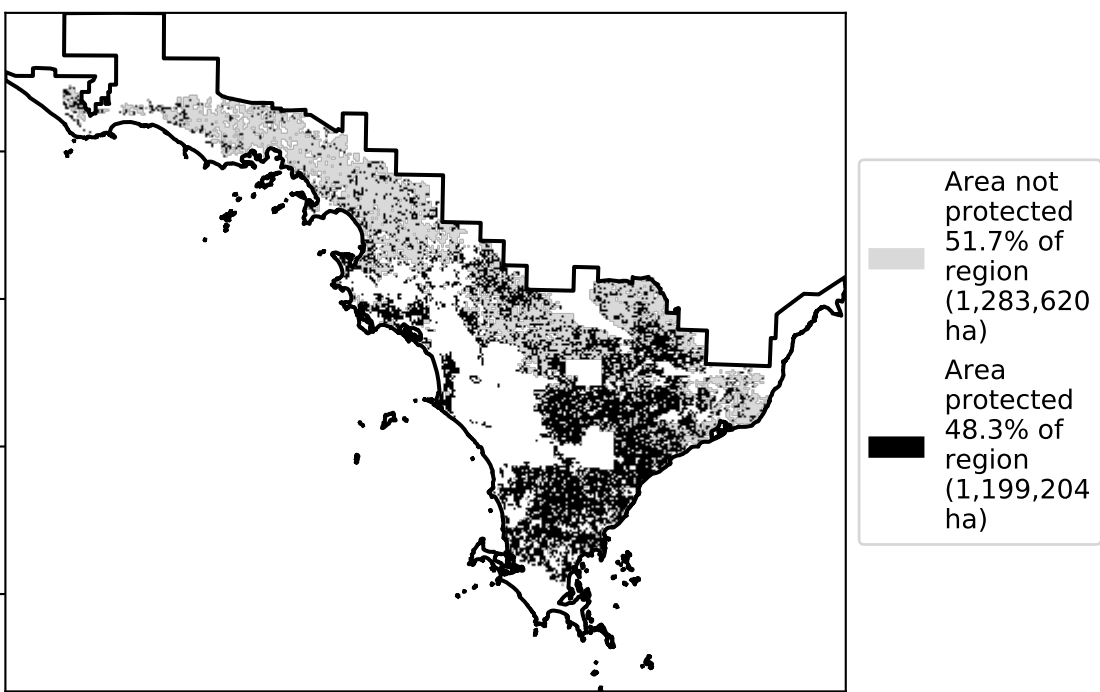 Area not
protected
51.7% of
region
(1,283,620
ha)
Area
protected
48.3% of
region
(1,199,204
ha)